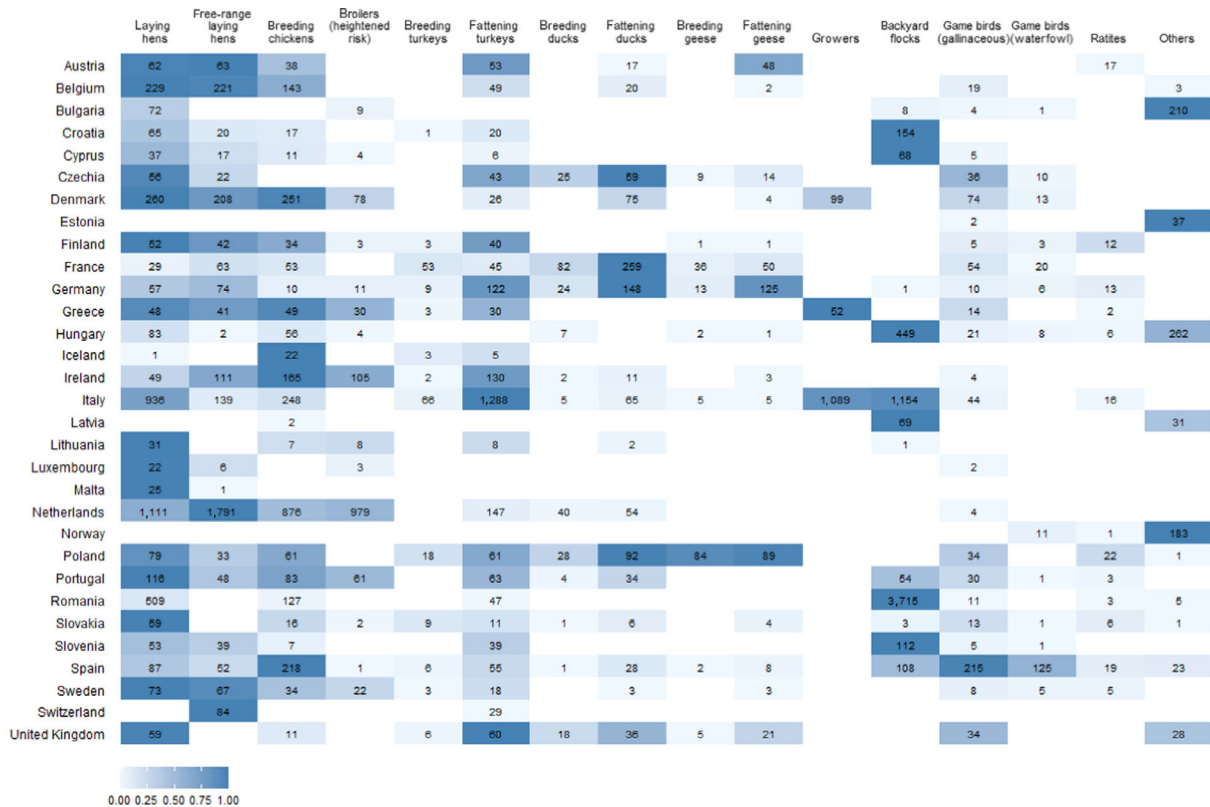 Laying hens Free-range laying hens Breeding chickens Broilers (heightened risk) Breeding turkeys Fattening turkeys Breeding ducks Fattening ducks Breeding geese Fattening geese Growers Backyard flocks Game birds (gallinaceous) Game birds (waterfowl) Ratites Others
Austria 62 63 38 53 17 48 17
Belgium 229 221 143 49 20 2 19 3
Bulgaria 72 9 8 4 1 210
Croatia 65 20 17 1 20 154
Cyprus 37 17 11 4 6 68 5
Czechia 56 22 43 25 59 9 14 36 10
Denmark 260 208 251 78 26 75 4 99 74 13
Estonia 2 37
Finland 52 42 34 3 3 40 1 1 5 3 12
France 29 63 53 53 45 82 259 36 50 54 20
Germany 57 74 10 11 9 122 24 148 13 125 1 10 6 13
Greece 48 41 49 30 3 30 52 14 2
Hungary 83 2 56 4 7 2 1 449 21 8 6 262
Iceland 1 22 3 5
Ireland 49 111 165 105 2 130 2 11 3 4
Italy 936 139 248 66 1,288 5 65 5 5 1,089 1,154 44 16
Latvia 2 69 31
Lithuania 31 7 8 8 2 1
Luxembourg 22 6 3 2
Malta 25 1
Netherlands 1,111 1,791 876 979 147 40 54 4
Norway 11 1 183
Poland 79 33 61 18 61 28 92 84 89 34 22 1
Portugal 116 48 83 61 63 4 34 54 30 1 3
Romania 509 127 47 3,715 11 3 5
Slovakia 59 16 2 9 11 1 6 4 3 13 1 6 1
Slovenia 53 39 7 39 112 5 1
Spain 87 52 218 1 6 55 1 28 2 8 108 215 125 19 23
Sweden 73 67 34 22 3 18 3 3 8 5 5
Switzerland 84 29
United Kingdom 59 11 6 60 18 36 5 21 34 28
0.00 0.25 0.50 0.75 1.00